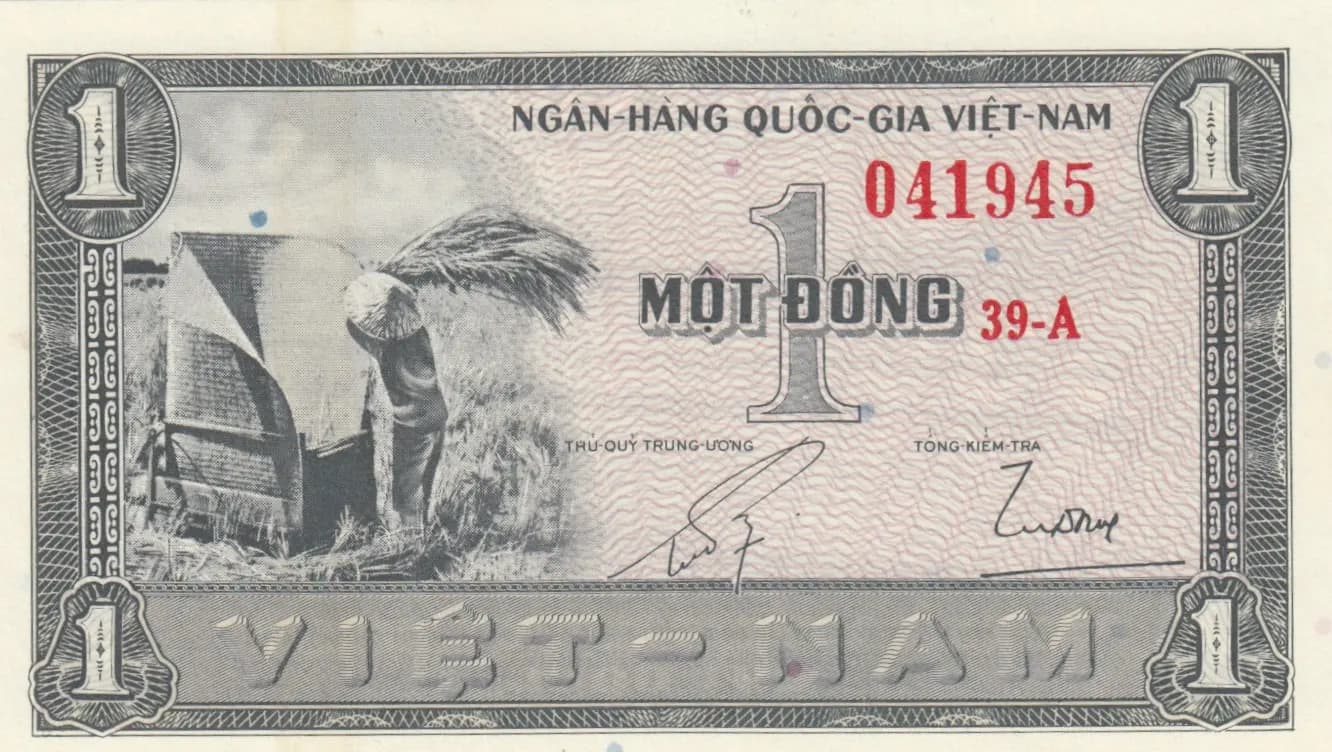 1 1
NGÂN-HÀNG QUỐC-GIA VIỆT-NAM
041945
1
MỘT ĐỒNG 39-A
THỦ-QUỸ TRUNG-ƯƠNG TỔNG-KIỂM-TRA
1 VIỆT-NAM 1